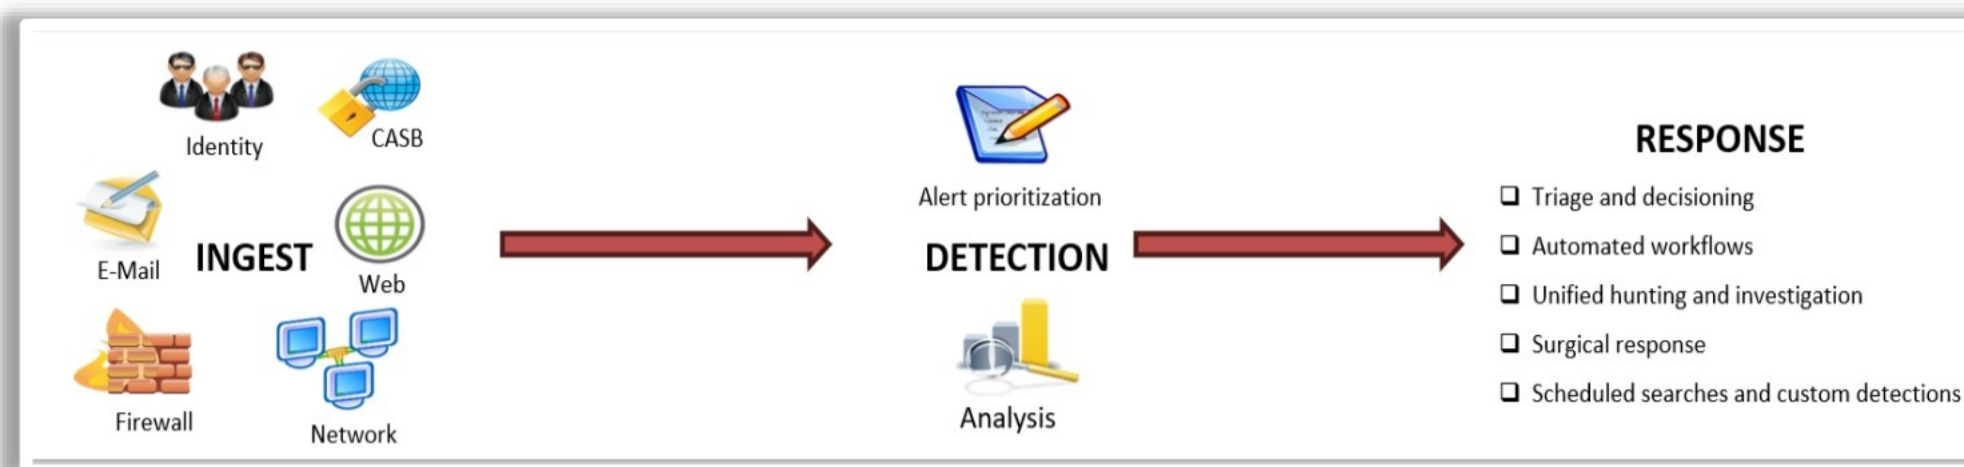 Identity
CASB
E-Mail
INGEST
Web
Firewall
Network
Alert prioritization
DETECTION
Analysis
RESPONSE
❑ Triage and decisioning
❑ Automated workflows
❑ Unified hunting and investigation
❑ Surgical response
❑ Scheduled searches and custom detections